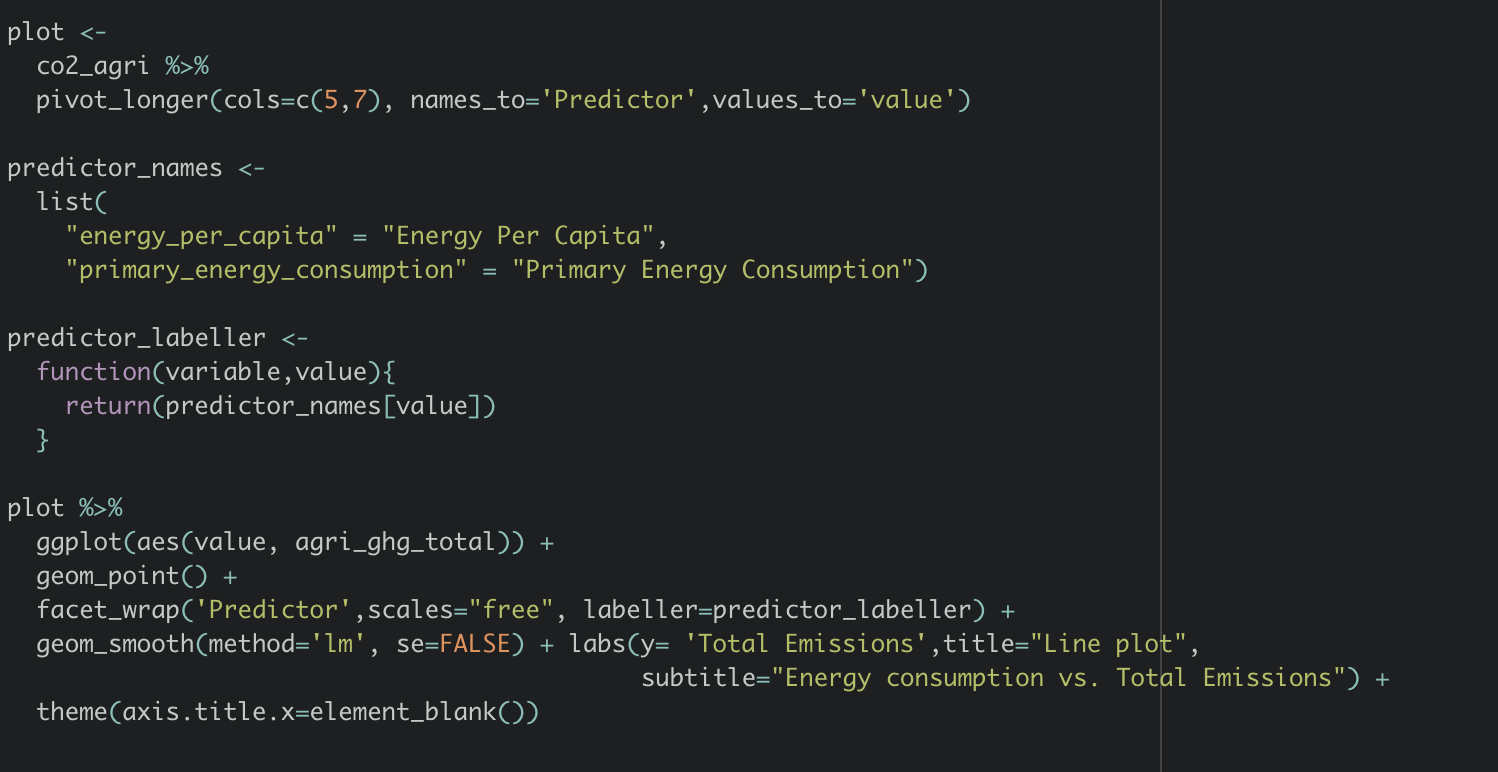 plot <-
  co2_agri %>%
  pivot_longer(cols=c(5,7), names_to='Predictor',values_to='value')

predictor_names <-
  list(
    "energy_per_capita" = "Energy Per Capita",
    "primary_energy_consumption" = "Primary Energy Consumption")

predictor_labeller <-
  function(variable,value){
    return(predictor_names[value])
  }

plot %>%
  ggplot(aes(value, agri_ghg_total)) +
  geom_point() +
  facet_wrap('Predictor',scales="free", labeller=predictor_labeller) +
  geom_smooth(method='lm', se=FALSE) + labs(y= 'Total Emissions',title="Line plot",
                                            subtitle="Energy consumption vs. Total Emissions") +
  theme(axis.title.x=element_blank())